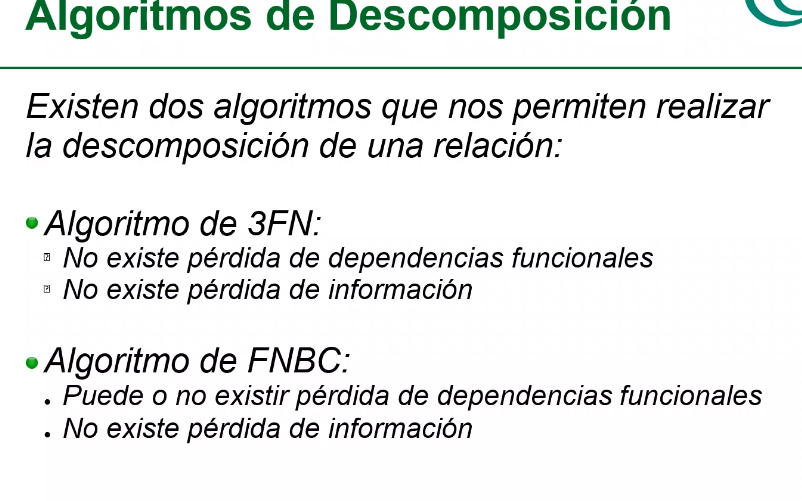 Algoritmos de Descomposición
Existen dos algoritmos que nos permiten realizar
la descomposición de una relación:
Algoritmo de 3FN:
No existe pérdida de dependencias funcionales
No existe pérdida de información
Algoritmo de FNBC:
Puede o no existir pérdida de dependencias funcionales
No existe pérdida de información